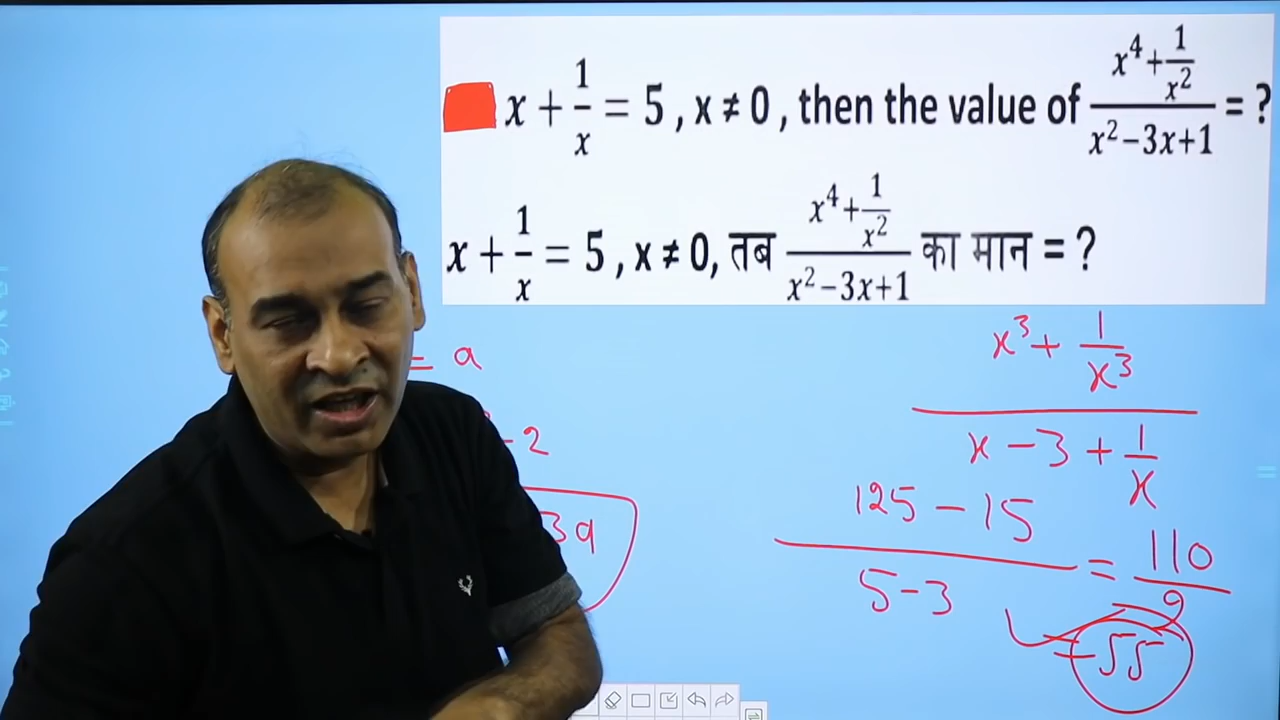 x + 1/x = 5 , x ≠ 0 , then the value of (x⁴ + 1/x²)/(x² − 3x + 1) = ?
x + 1/x = 5 , x ≠ 0, तब (x⁴ + 1/x²)/(x² − 3x + 1) का मान = ?
= a
- 2
3a
(x³ + 1/x³)/(x − 3 + 1/x)
(125 − 15)/(5 − 3) = 110/2
= 55